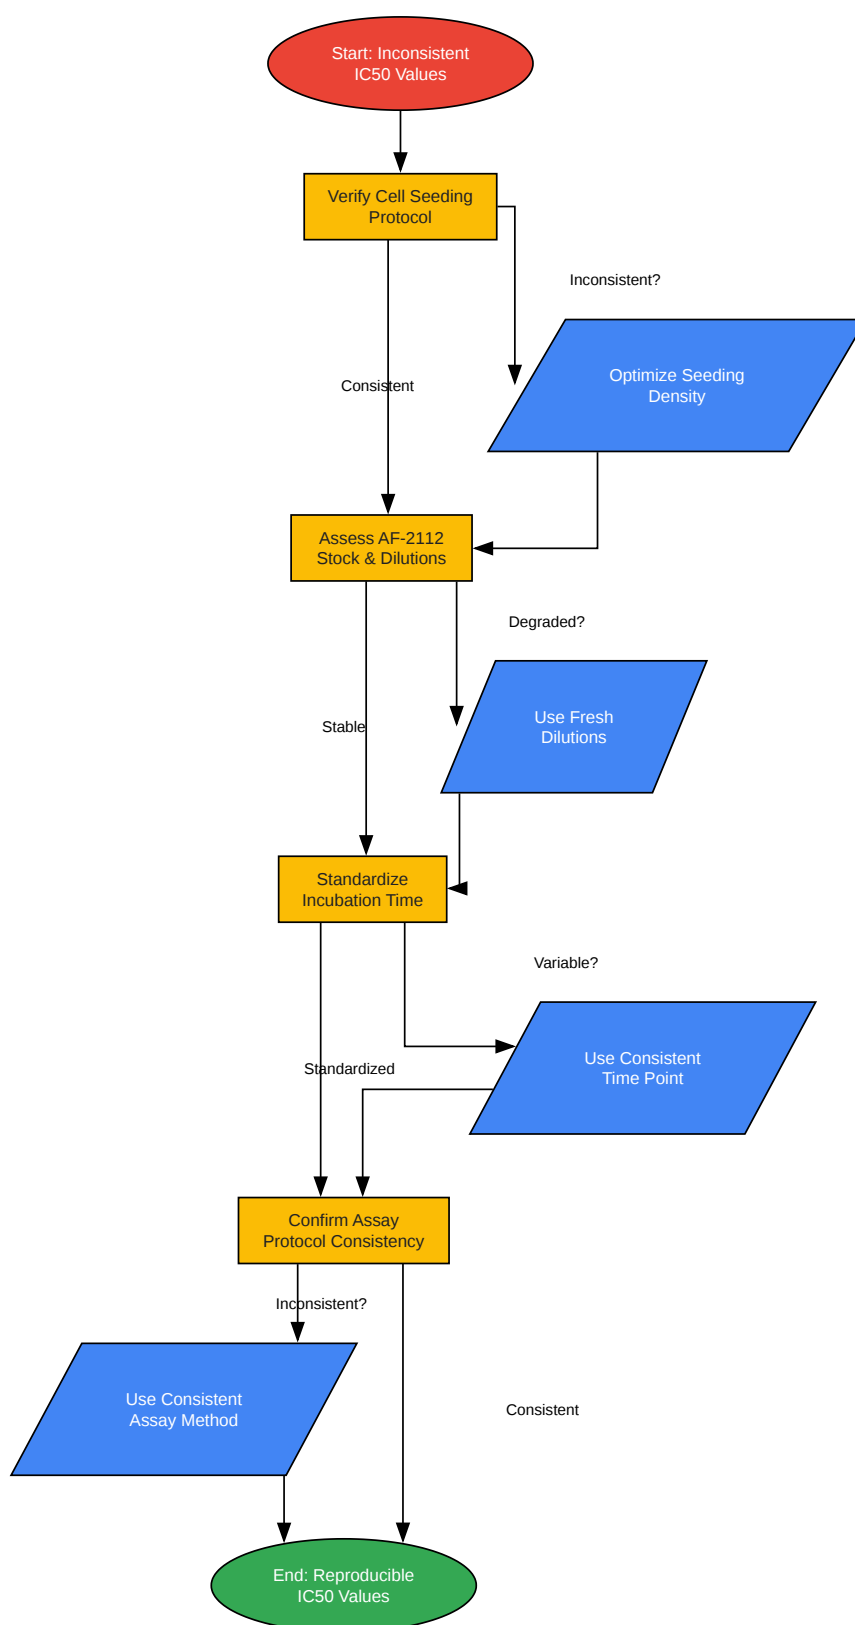 Start: Inconsistent
IC50 Values
Verify Cell Seeding
Protocol
Inconsistent?
Optimize Seeding
Density
Consistent
Assess AF-2112
Stock & Dilutions
Degraded?
Use Fresh
Dilutions
Stable
Standardize
Incubation Time
Variable?
Use Consistent
Time Point
Standardized
Confirm Assay
Protocol Consistency
Inconsistent?
Use Consistent
Assay Method
Consistent
End: Reproducible
IC50 Values